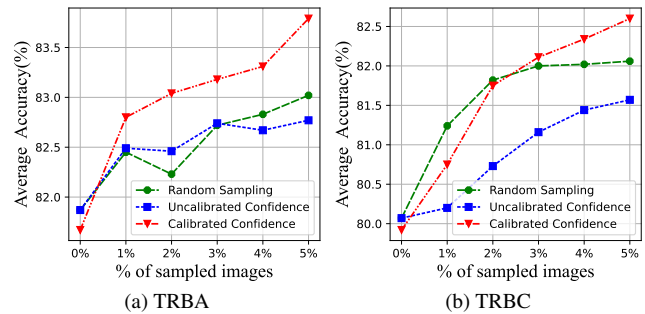 83.5
83.0
82.5
82.0
Average Accuracy(%)
Random Sampling
Uncalibrated Confidence
Calibrated Confidence
0% 1% 2% 3% 4% 5%
% of sampled images
(a) TRBA
82.5
82.0
81.5
81.0
80.5
80.0
Average Accuracy(%)
Random Sampling
Uncalibrated Confidence
Calibrated Confidence
0% 1% 2% 3% 4% 5%
% of sampled images
(b) TRBC